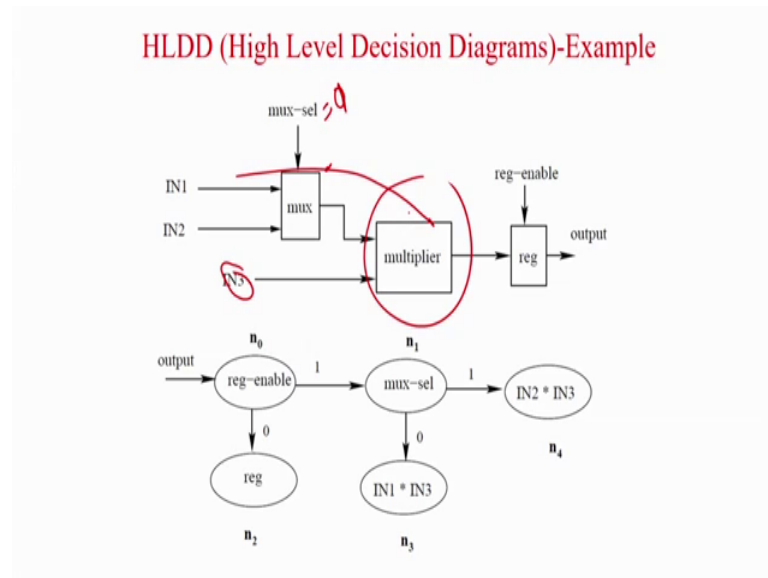 HLDD (High Level Decision Diagrams)-Example
mux-sel = 0
IN1
mux
reg-enable
IN2
output
multiplier
reg
IN3
n0
n1
output
1
1
reg-enable
mux-sel
IN2 * IN3
0
0
n4
reg
IN1 * IN3
n2
n3